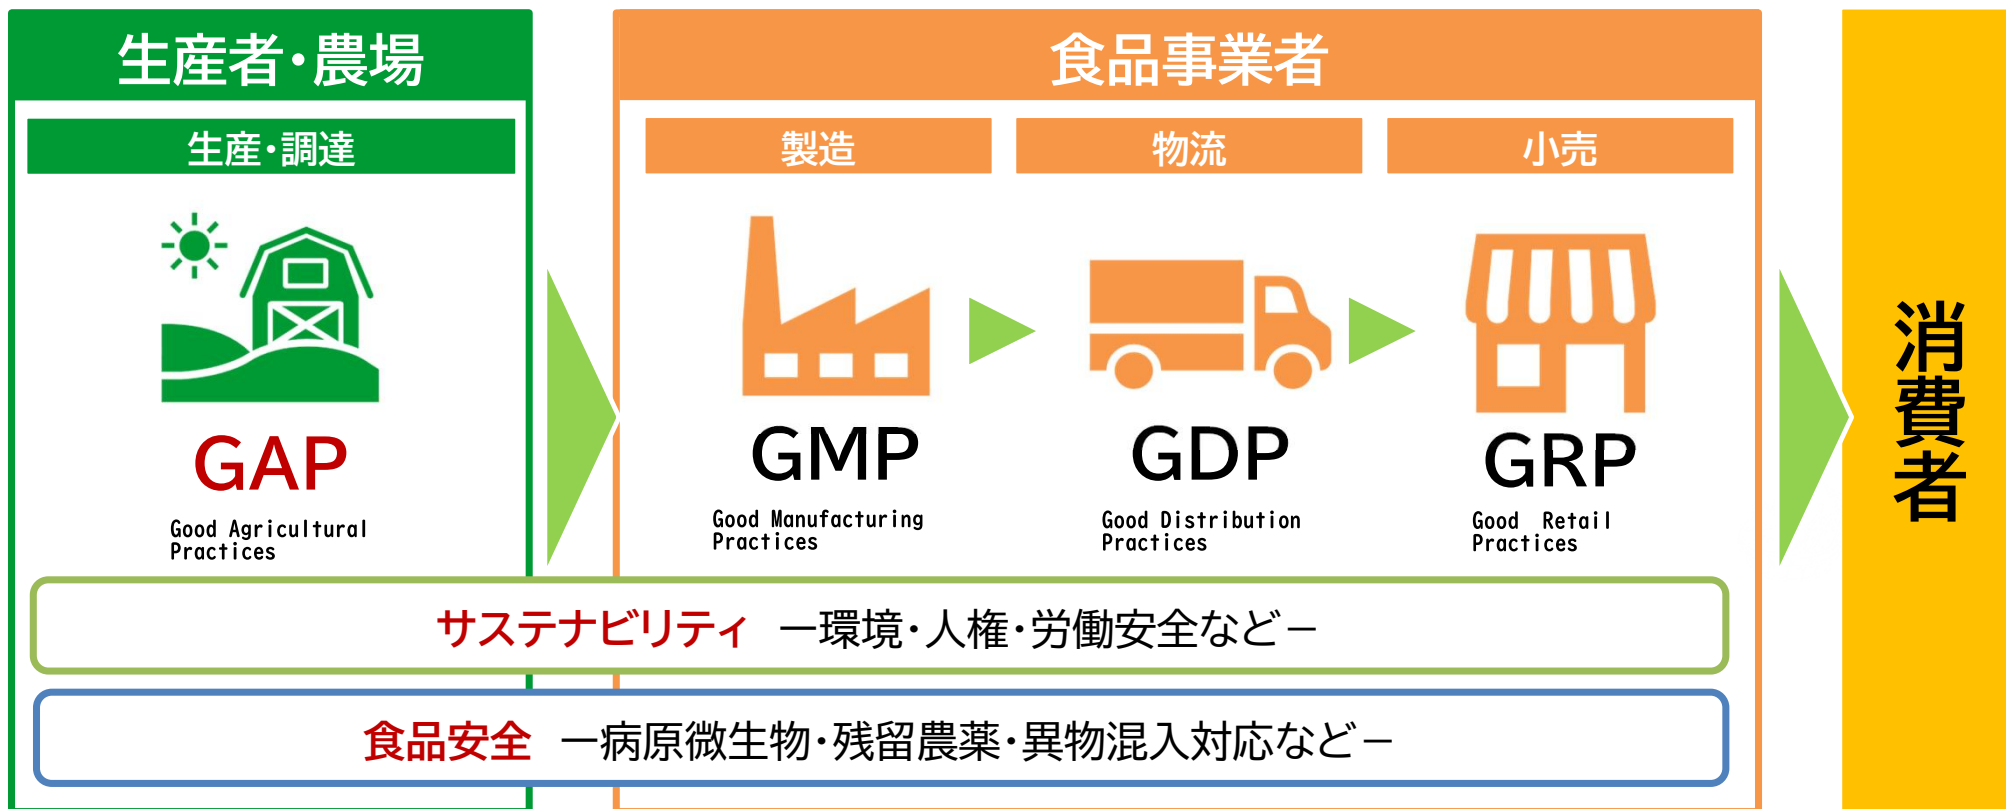 生産者・農場
生産・調達
GAP
Good Agricultural
Practices
食品事業者
製造
GMP
Good Manufacturing
Practices
物流
GDP
Good Distribution
Practices
小売
GRP
Good Retail
Practices
サステナビリティ ー環境・人権・労働安全など－
食品安全 ー病原微生物・残留農薬・異物混入対応など－
消費者